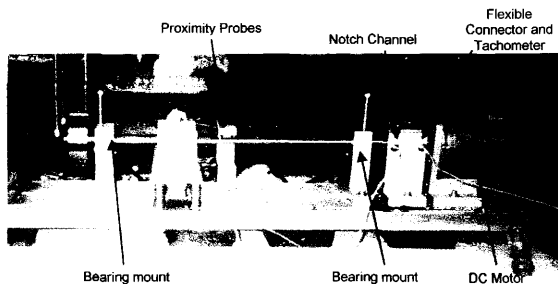 Proximity Probes
Notch Channel
Flexible
Connector and
Tachometer
Bearing mount
Bearing mount
DC Motor